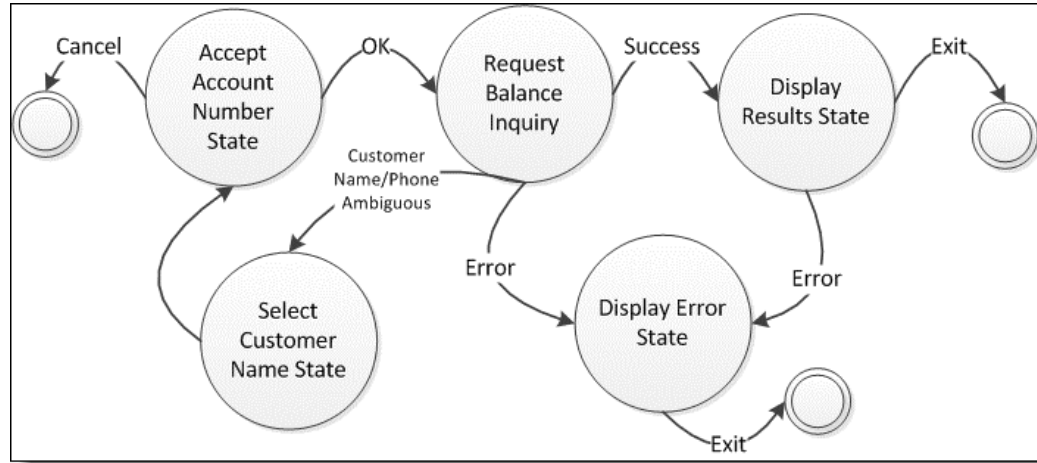 Cancel
Accept
Account
Number
State
OK
Request
Balance
Inquiry
Success
Display
Results State
Exit
Customer
Name/Phone
Ambiguous
Error
Error
Select
Customer
Name State
Display Error
State
Exit